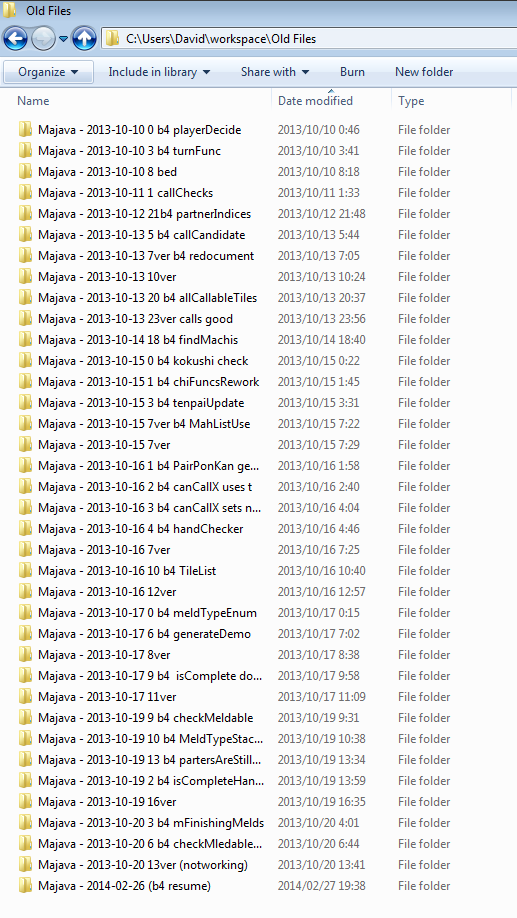 Old Files
C:\Users\David\workspace\Old Files
Organize Include in library Share with Burn New folder
Name Date modified Type
Majava - 2013-10-10 0 b4 playerDecide 2013/10/10 0:46 File folder
Majava - 2013-10-10 3 b4 turnFunc 2013/10/10 3:41 File folder
Majava - 2013-10-10 8 bed 2013/10/10 8:18 File folder
Majava - 2013-10-11 1 callChecks 2013/10/11 1:33 File folder
Majava - 2013-10-12 21b4 partnerIndices 2013/10/12 21:48 File folder
Majava - 2013-10-13 5 b4 callCandidate 2013/10/13 5:44 File folder
Majava - 2013-10-13 7ver b4 redocument 2013/10/13 7:05 File folder
Majava - 2013-10-13 10ver 2013/10/13 10:24 File folder
Majava - 2013-10-13 20 b4 allCallableTiles 2013/10/13 20:37 File folder
Majava - 2013-10-13 23ver calls good 2013/10/13 23:56 File folder
Majava - 2013-10-14 18 b4 findMachis 2013/10/14 18:40 File folder
Majava - 2013-10-15 0 b4 kokushi check 2013/10/15 0:22 File folder
Majava - 2013-10-15 1 b4 chiFuncsRework 2013/10/15 1:45 File folder
Majava - 2013-10-15 3 b4 tenpaiUpdate 2013/10/15 3:31 File folder
Majava - 2013-10-15 7ver b4 MahListUse 2013/10/15 7:22 File folder
Majava - 2013-10-15 7ver 2013/10/15 7:29 File folder
Majava - 2013-10-16 1 b4 PairPonKan ge... 2013/10/16 1:58 File folder
Majava - 2013-10-16 2 b4 canCallX uses t 2013/10/16 2:40 File folder
Majava - 2013-10-16 3 b4 canCallX sets n... 2013/10/16 4:04 File folder
Majava - 2013-10-16 4 b4 handChecker 2013/10/16 4:46 File folder
Majava - 2013-10-16 7ver 2013/10/16 7:25 File folder
Majava - 2013-10-16 10 b4 TileList 2013/10/16 10:40 File folder
Majava - 2013-10-16 12ver 2013/10/16 12:57 File folder
Majava - 2013-10-17 0 b4 meldTypeEnum 2013/10/17 0:15 File folder
Majava - 2013-10-17 6 b4 generateDemo 2013/10/17 7:02 File folder
Majava - 2013-10-17 8ver 2013/10/17 8:38 File folder
Majava - 2013-10-17 9 b4  isComplete do... 2013/10/17 9:58 File folder
Majava - 2013-10-17 11ver 2013/10/17 11:09 File folder
Majava - 2013-10-19 9 b4 checkMeldable 2013/10/19 9:31 File folder
Majava - 2013-10-19 10 b4 MeldTypeStac... 2013/10/19 10:38 File folder
Majava - 2013-10-19 13 b4 partersAreStill... 2013/10/19 13:34 File folder
Majava - 2013-10-19 2 b4 isCompleteHan... 2013/10/19 13:59 File folder
Majava - 2013-10-19 16ver 2013/10/19 16:35 File folder
Majava - 2013-10-20 3 b4 mFinishingMelds 2013/10/20 4:01 File folder
Majava - 2013-10-20 6 b4 checkMledable... 2013/10/20 6:44 File folder
Majava - 2013-10-20 13ver (notworking) 2013/10/20 13:41 File folder
Majava - 2014-02-26 (b4 resume) 2014/02/27 19:38 File folder